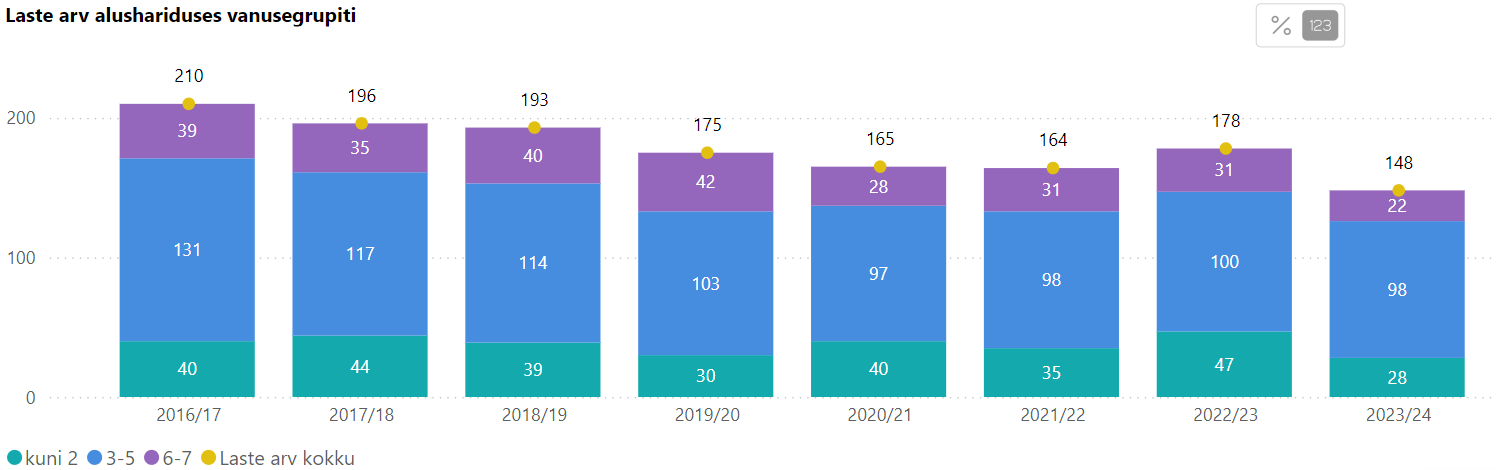 Laste arv alushariduses vanusegrupiti
% 123
210 196 193 175 165 164 178 148
200
39 35 40 42 28 31 31 22
131 117 114 103 97 98 100 98
100
40 44 39 30 40 35 47 28
0
2016/17 2017/18 2018/19 2019/20 2020/21 2021/22 2022/23 2023/24
kuni 2 3-5 6-7 Laste arv kokku